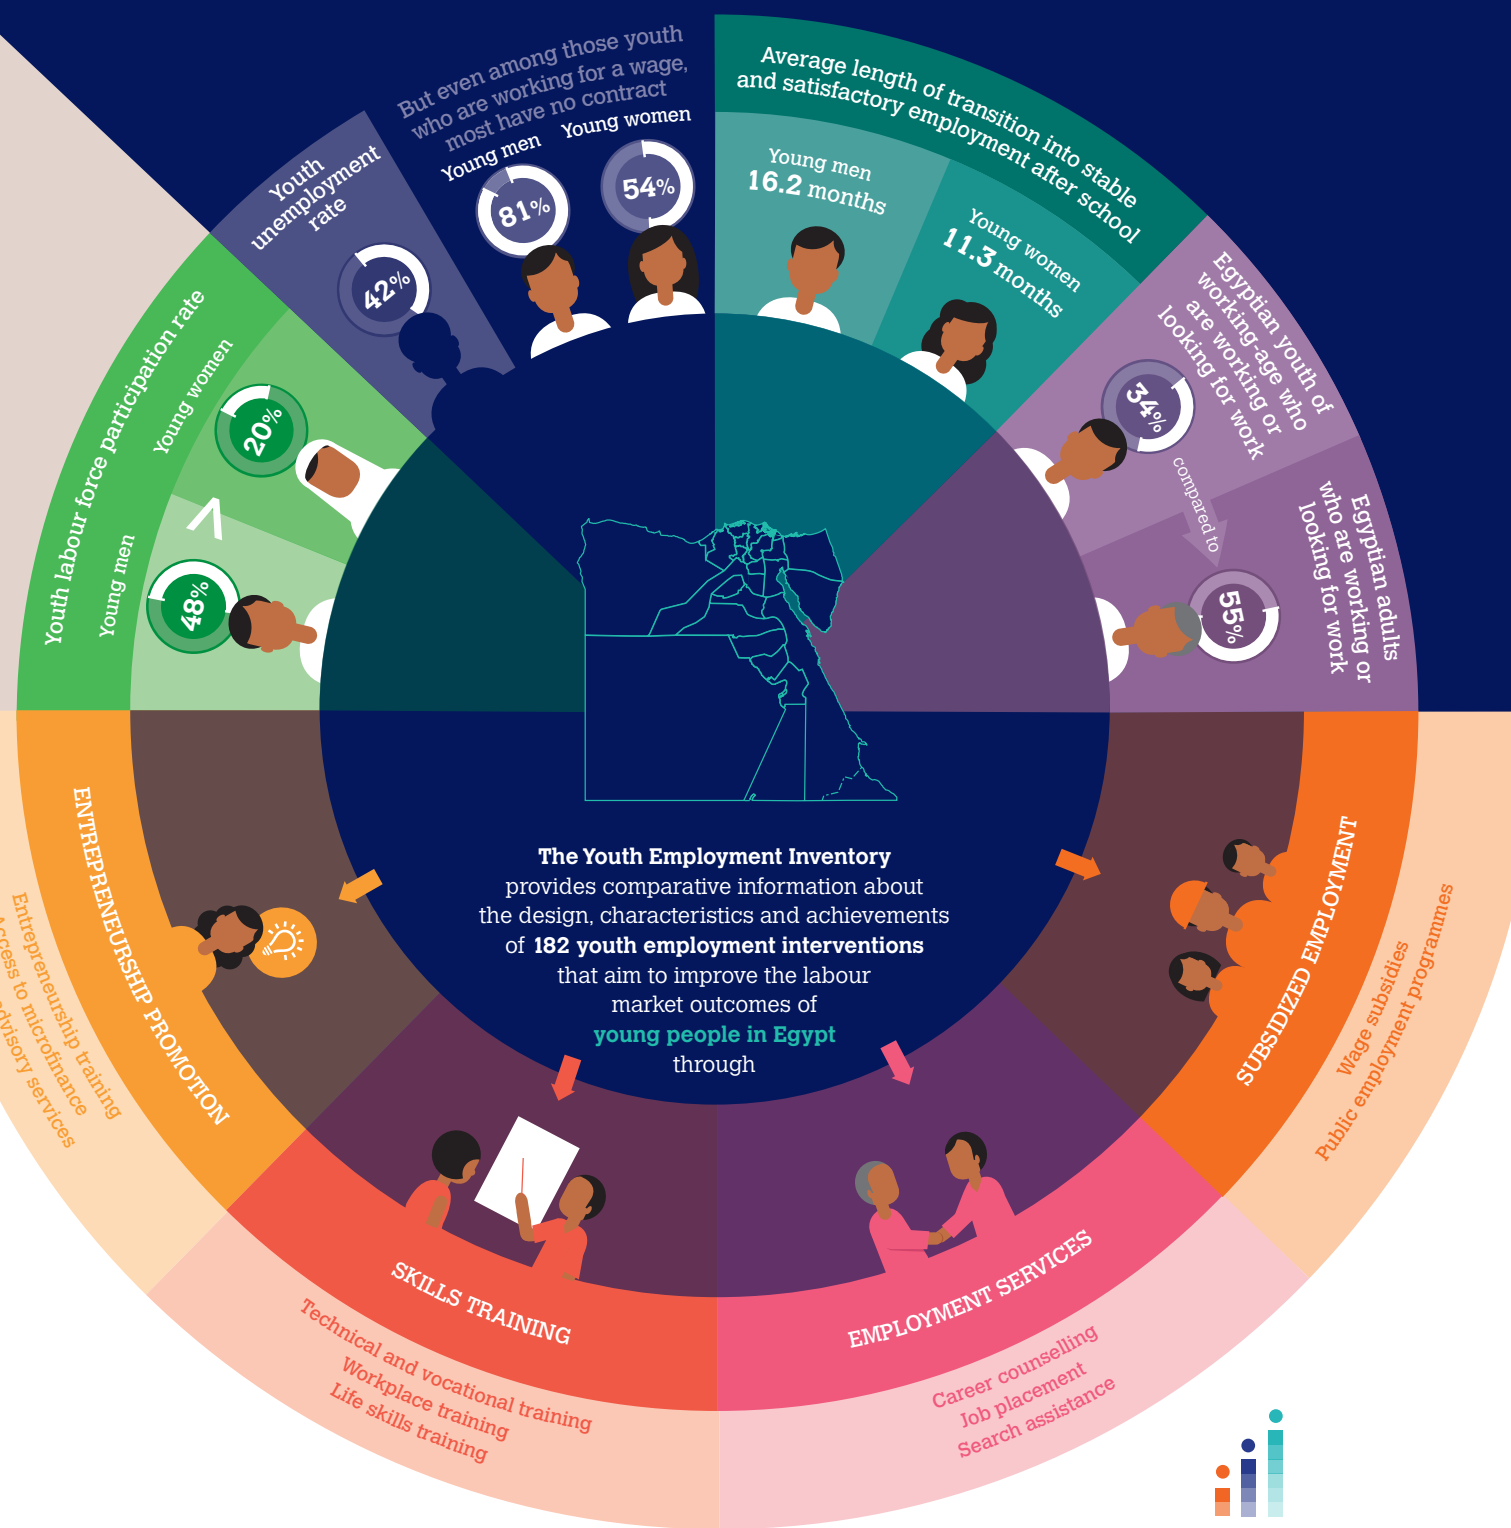 But even among those youth
who are working for a wage,
most have no contract
Young men
81%
Young women
54%
Average length of transition into stable
and satisfactory employment after school
Young men
16.2 months
Young women
11.3 months
Egyptian youth of
working-age who
are working or
looking for work
34%
compared to
Egyptian adults
who are working or
looking for work
55%
Youth
unemployment
rate
42%
Youth labour force participation rate
Young women
20%
<
Young men
48%
The Youth Employment Inventory
provides comparative information about
the design, characteristics and achievements
of 182 youth employment interventions
that aim to improve the labour
market outcomes of
young people in Egypt
through
SUBSIDIZED EMPLOYMENT
Wage subsidies
Public employment programmes
EMPLOYMENT SERVICES
Career counselling
Job placement
Search assistance
SKILLS TRAINING
Technical and vocational training
Workplace training
Life skills training
ENTREPRENEURSHIP PROMOTION
Entrepreneurship training
Access to microfinance
services